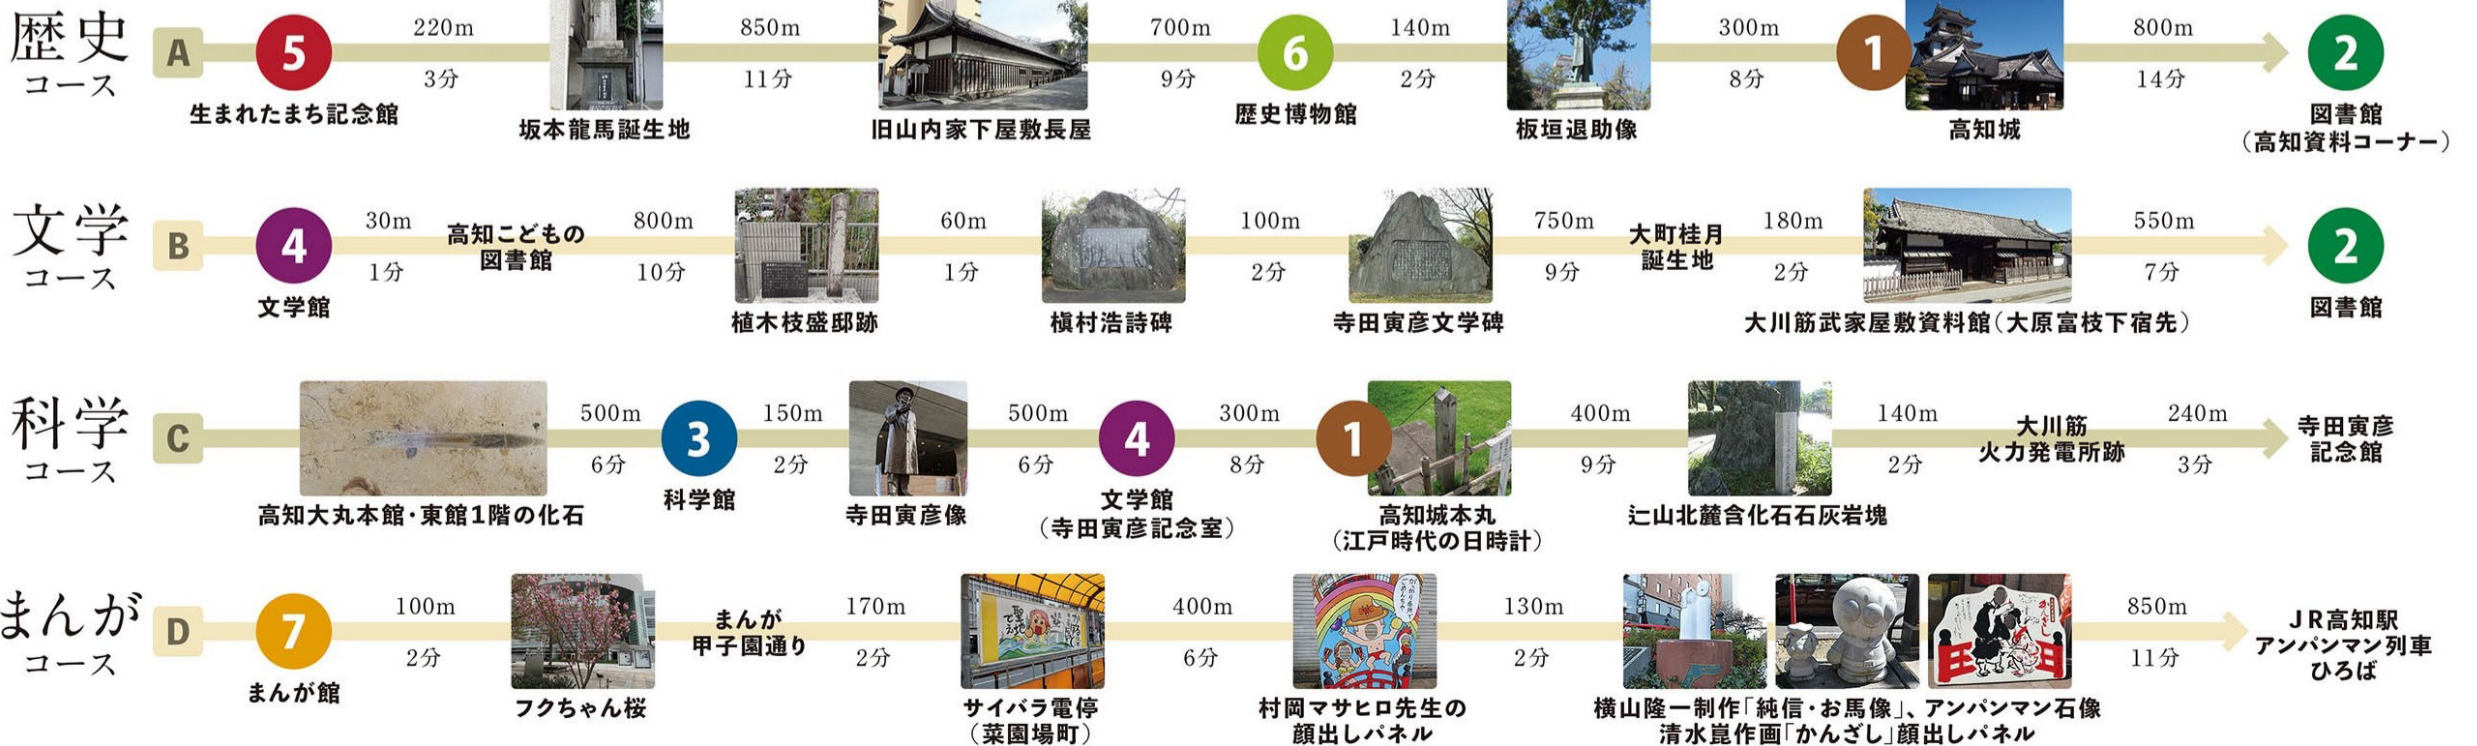 歴史
コース
A
5
生まれたまち記念館
220m
3分
坂本龍馬誕生地
850m
11分
旧山内家下屋敷長屋
700m
9分
6
歴史博物館
140m
2分
板垣退助像
300m
8分
1
高知城
800m
14分
2
図書館
（高知資料コーナー）
文学
コース
B
4
文学館
30m
1分
高知こどもの
図書館
800m
10分
植木枝盛邸跡
60m
1分
槇村浩詩碑
100m
2分
寺田寅彦文学碑
750m
9分
大町桂月
誕生地
180m
2分
大川筋武家屋敷資料館（大原富枝下宿先）
550m
7分
2
図書館
科学
コース
C
高知大丸本館・東館1階の化石
500m
6分
3
科学館
150m
2分
寺田寅彦像
500m
6分
4
文学館
（寺田寅彦記念室）
300m
8分
1
高知城本丸
（江戸時代の日時計）
400m
9分
辻山北麓含化石石灰岩塊
140m
2分
大川筋
火力発電所跡
240m
3分
寺田寅彦
記念館
まんが
コース
D
7
まんが館
100m
2分
フクちゃん桜
まんが
甲子園通り
170m
2分
サイバラ電停
（菜園場町）
400m
6分
村岡マサヒロ先生の
顔出しパネル
130m
2分
かんざし
横山隆一制作「純信・お馬像」、アンパンマン石像
清水崑作画「かんざし」顔出しパネル
850m
11分
JR高知駅
アンパンマン列車
ひろば